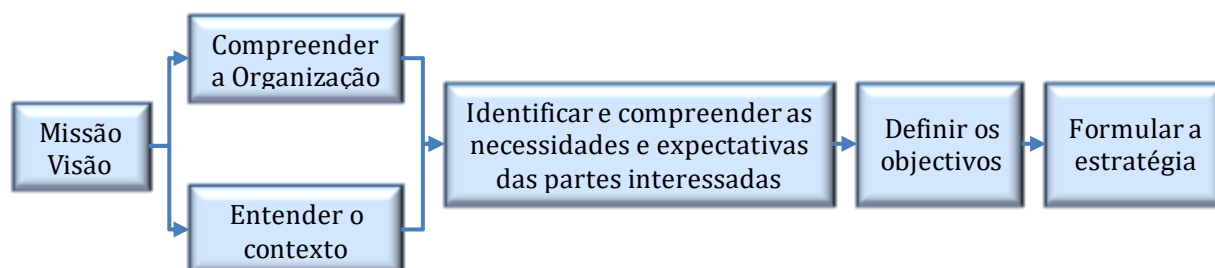 Missão
Visão
Compreender
a Organização
Entender o
contexto
Identificar e compreender as
necessidades e expectativas
das partes interessadas
Definir os
objectivos
Formular a
estratégia